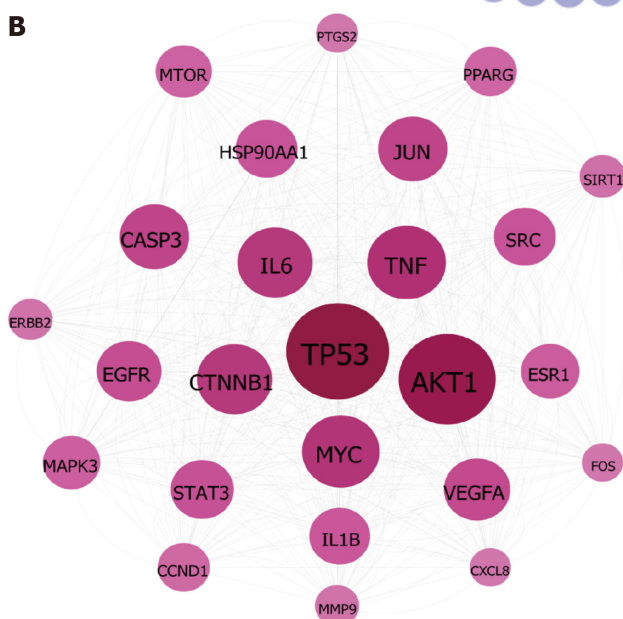 B
PTGS2
MTOR
PPARG
HSP90AA1
JUN
SIRT1
CASP3
SRC
IL6
TNF
ERBB2
TP53
EGFR
CTNNB1
AKT1
ESR1
MYC
MAPK3
FOS
STAT3
VEGFA
IL1B
CCND1
CXCL8
MMP9